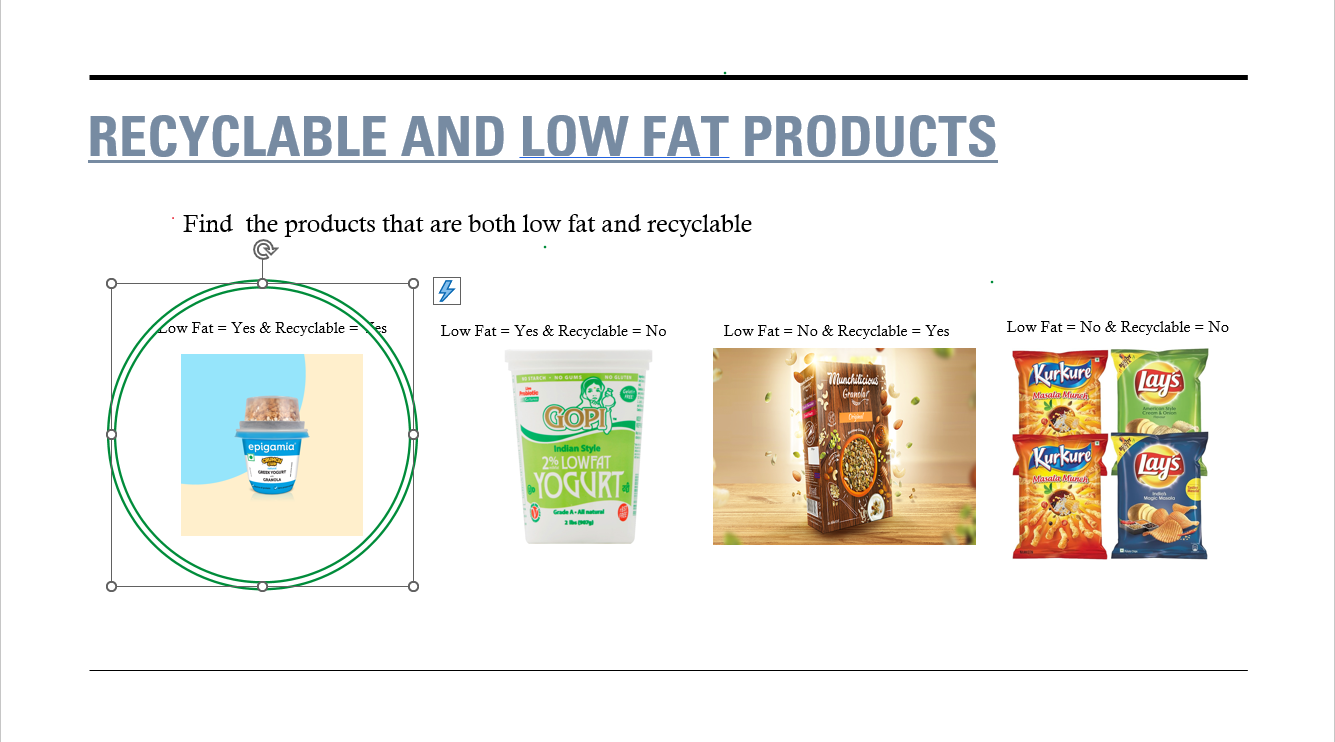 RECYCLABLE AND LOW FAT PRODUCTS
Find the products that are both low fat and recyclable
Low Fat = Yes & Recyclable = Yes
epigamia
GREEK YOGURT
GRANOLA
Low Fat = Yes & Recyclable = No
NO STARCH • NO GUMS • NO GLUTEN
GOPI
Indian Style
2% LOWFAT
YOGURT
Grade A • All natural
2 lbs (907g)
Low Fat = No & Recyclable = Yes
Munchilicious
Granola
Original
Low Fat = No & Recyclable = No
Kurkure
Masala Munch
Lay's
American Style
Cream & Onion
Kurkure
Masala Munch
Lay's
India's
Magic Masala